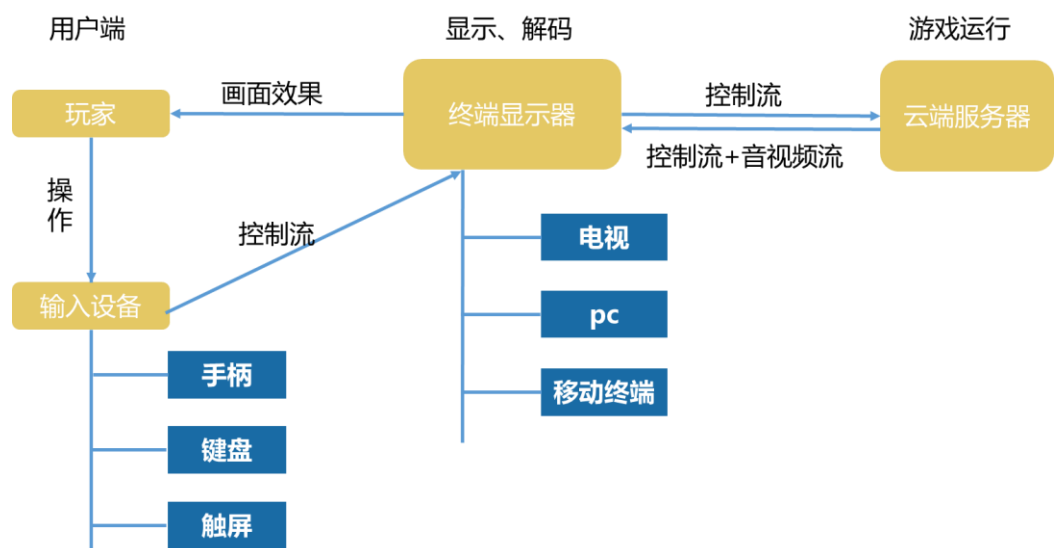 用户端
显示、解码
游戏运行
玩家
画面效果
终端显示器
控制流
云端服务器
控制流+音视频流
操
作
控制流
电视
输入设备
pc
手柄
移动终端
键盘
触屏